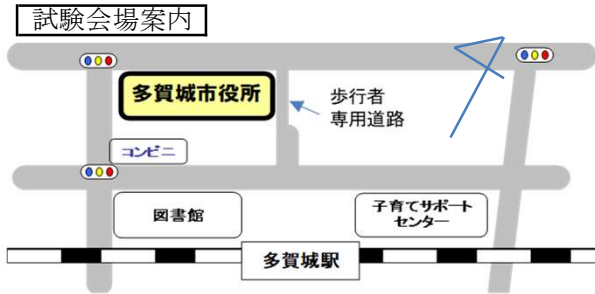 試験会場案内
多賀城市役所
歩行者
専用道路
コンビニ
図書館
子育てサポート
センター
多賀城駅